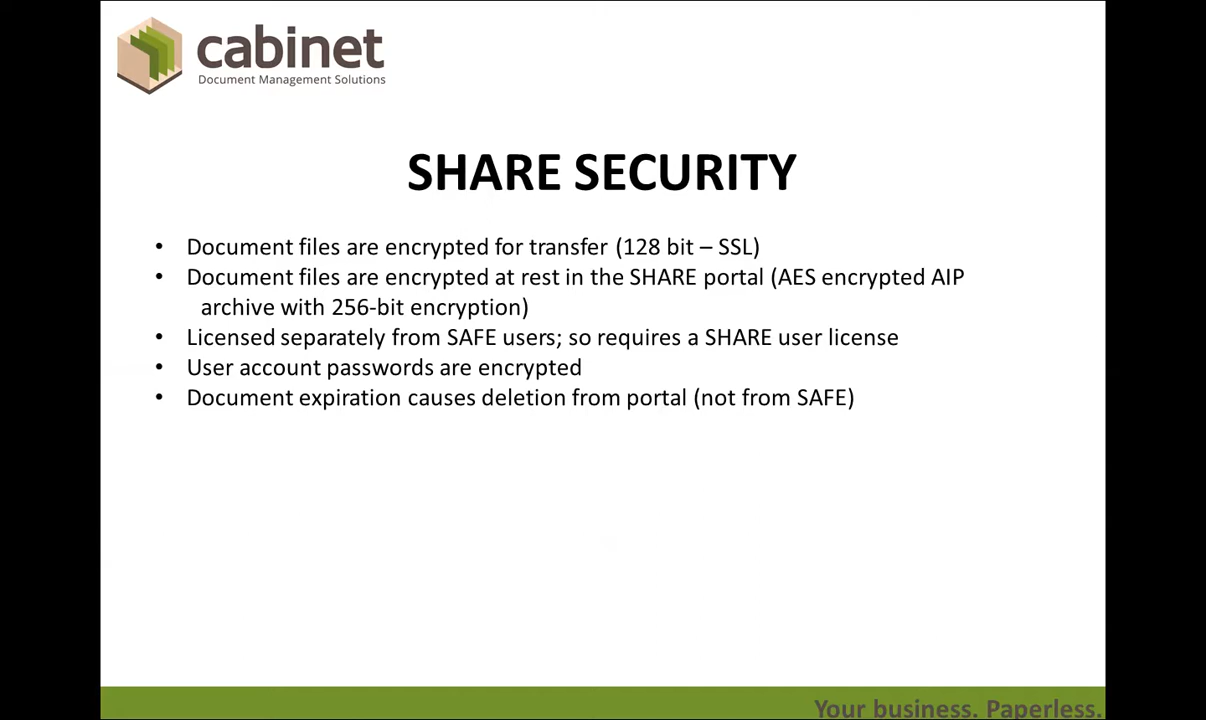 cabinet
Document Management Solutions
SHARE SECURITY
• Document files are encrypted for transfer (128 bit – SSL)
• Document files are encrypted at rest in the SHARE portal (AES encrypted AIP
archive with 256-bit encryption)
• Licensed separately from SAFE users; so requires a SHARE user license
• User account passwords are encrypted
• Document expiration causes deletion from portal (not from SAFE)
Your business. Paperless.